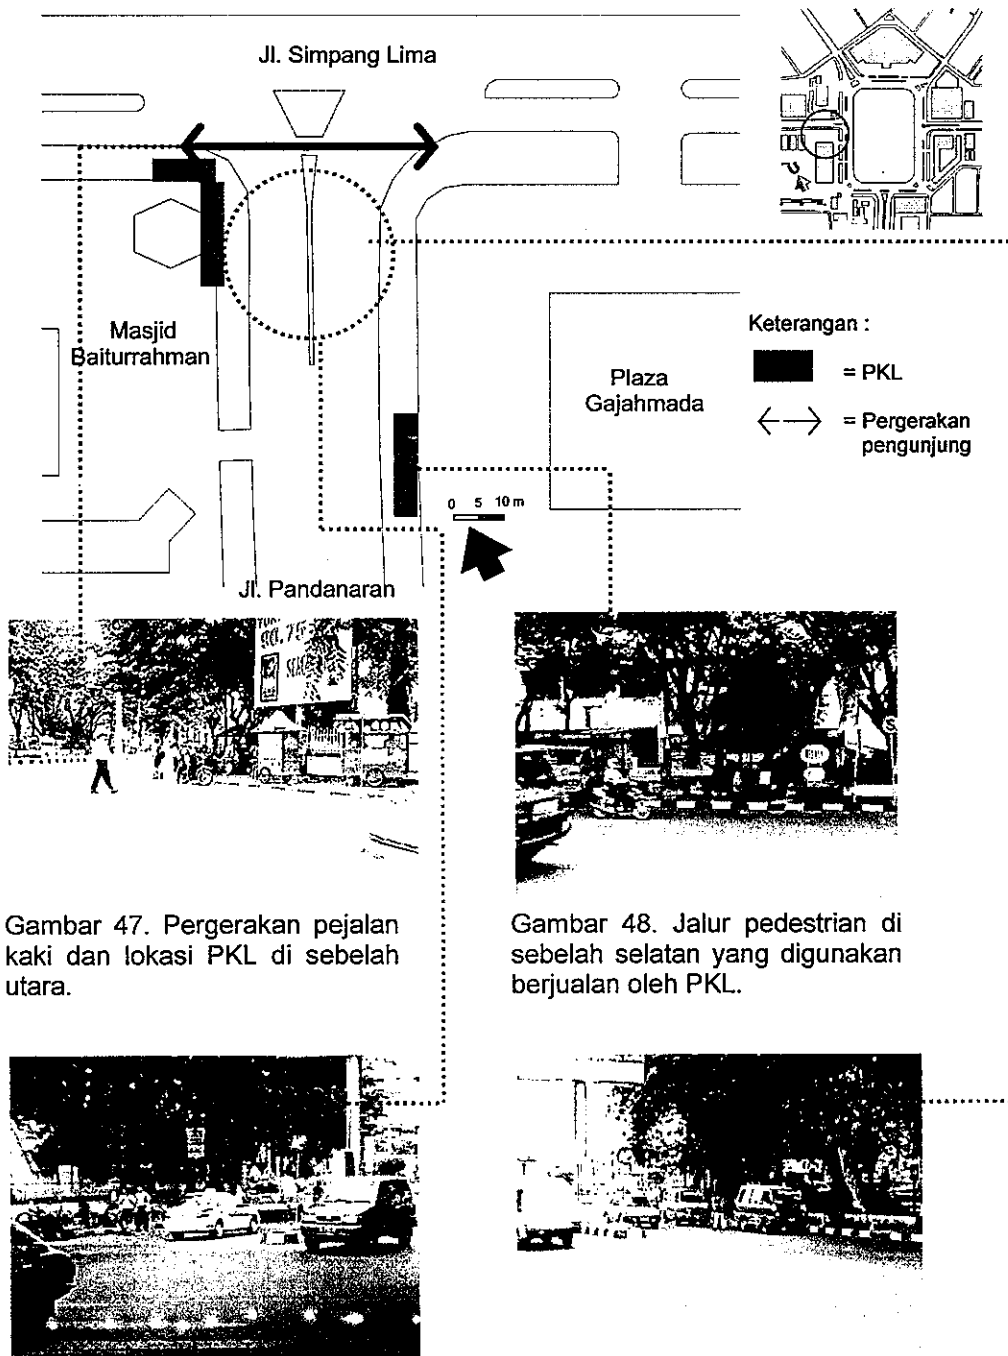 Jl. Simpang Lima
Masjid
Baiturrahman
Plaza
Gajahmada
Keterangan :
= PKL
= Pergerakan
pengunjung
0 5 10 m
Jl. Pandanaran
Gambar 47. Pergerakan pejalan
kaki dan lokasi PKL di sebelah
utara.
Gambar 48. Jalur pedestrian di
sebelah selatan yang digunakan
berjualan oleh PKL.